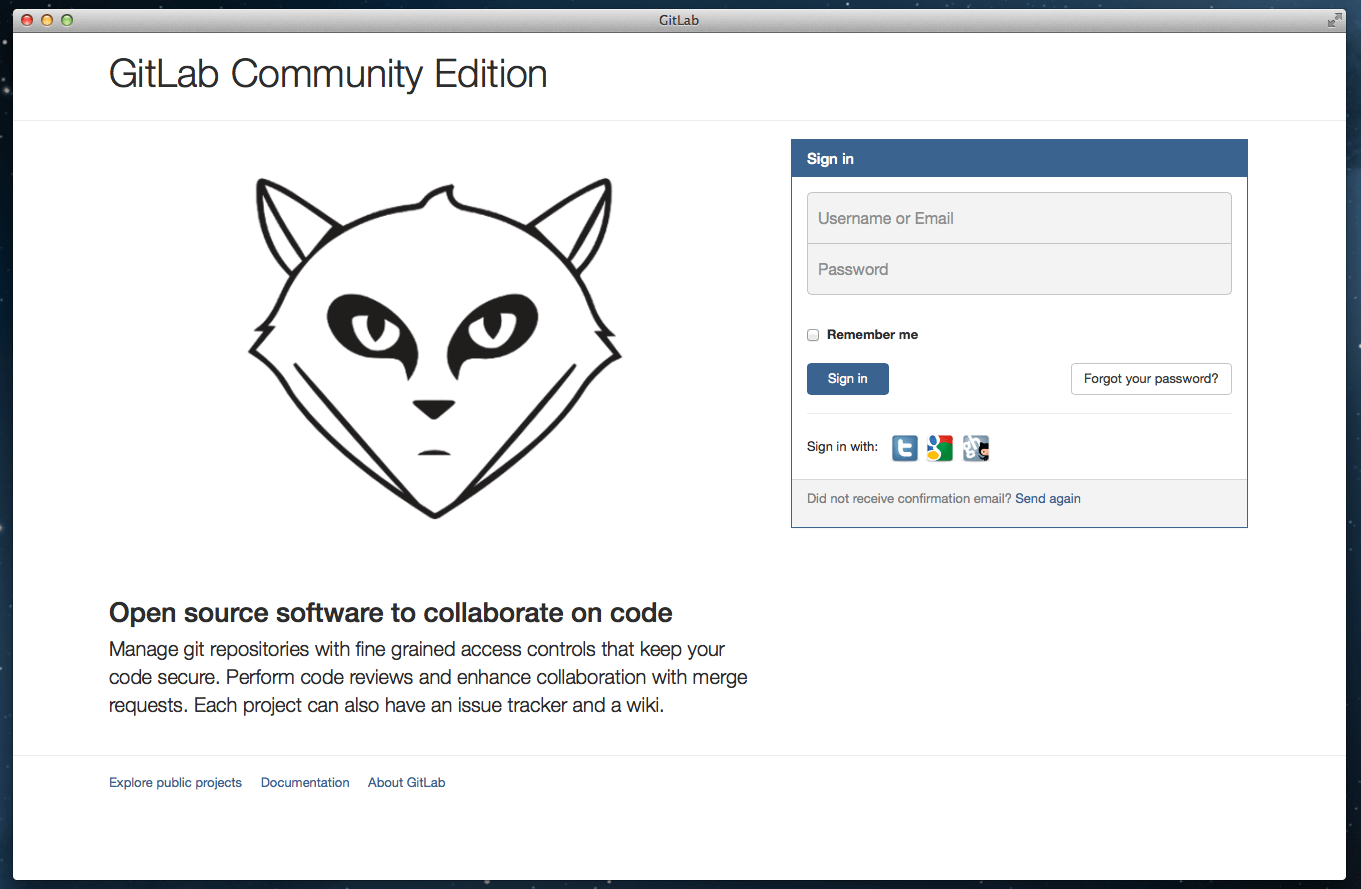 GitLab
GitLab Community Edition
Sign in
Username or Email
Password
Remember me
Sign in
Forgot your password?
Sign in with:
Did not receive confirmation email? Send again
Open source software to collaborate on code
Manage git repositories with fine grained access controls that keep your
code secure. Perform code reviews and enhance collaboration with merge
requests. Each project can also have an issue tracker and a wiki.
Explore public projects Documentation About GitLab